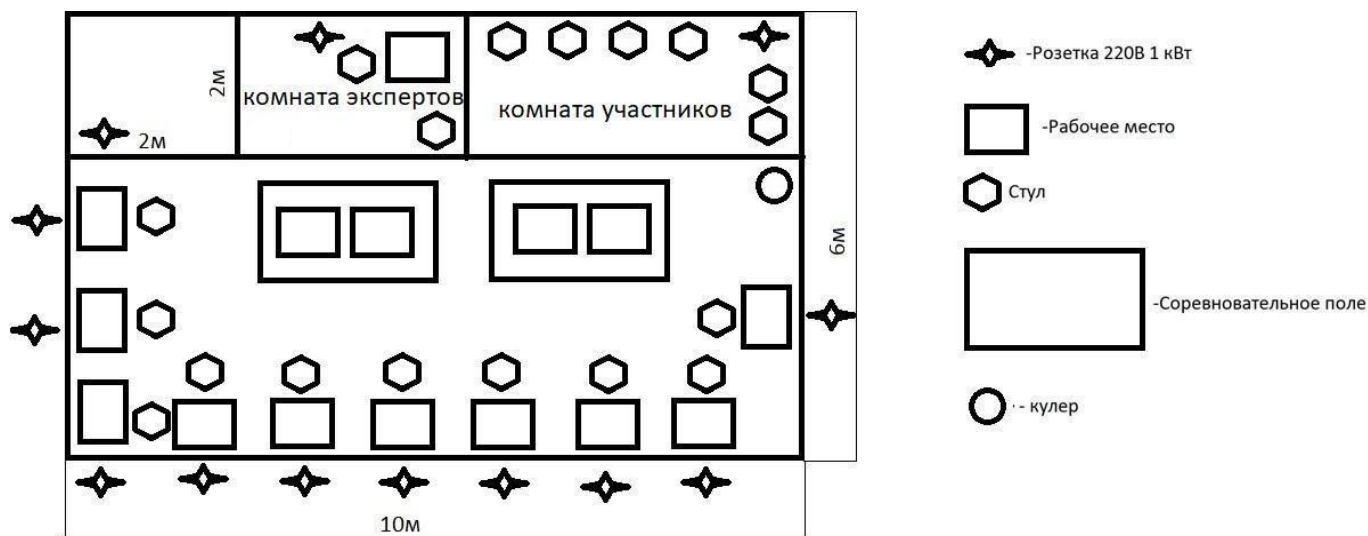 2м
2м
комната экспертов
комната участников
6м
10м
-Розетка 220В 1 кВт
-Рабочее место
Стул
-Соревновательное поле
- кулер